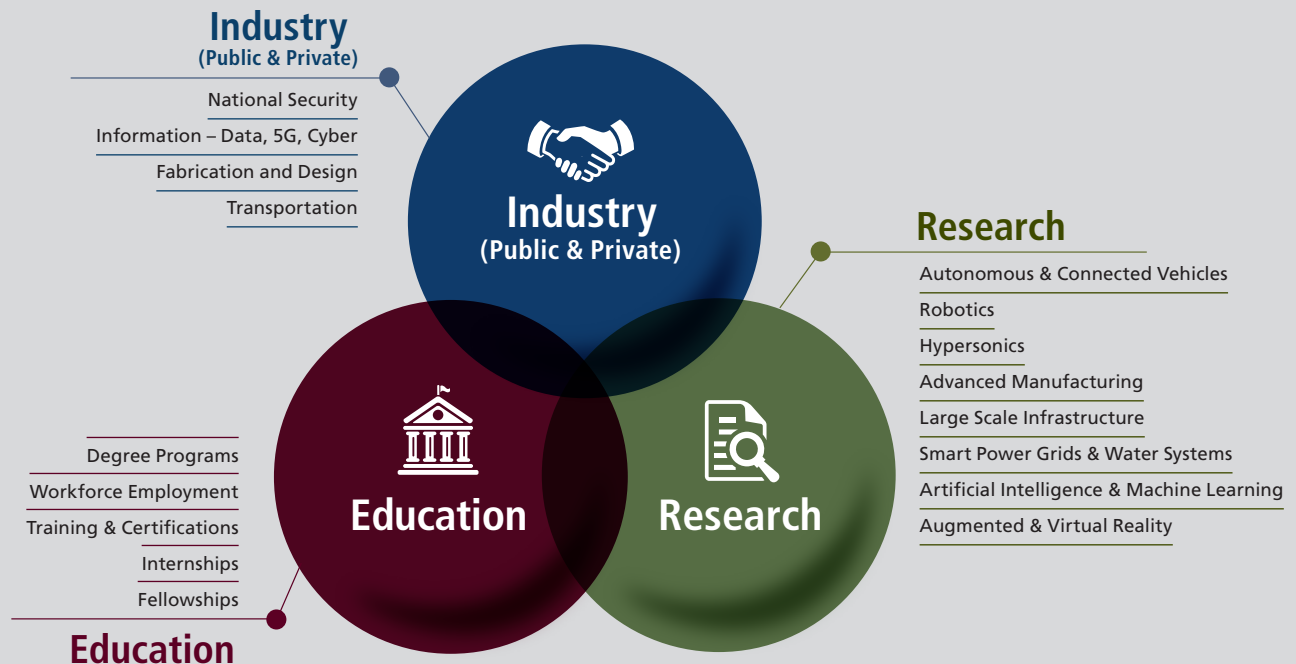 Industry
(Public & Private)
National Security
Information – Data, 5G, Cyber
Fabrication and Design
Transportation
Industry
(Public & Private)
Research
Autonomous & Connected Vehicles
Robotics
Hypersonics
Advanced Manufacturing
Large Scale Infrastructure
Smart Power Grids & Water Systems
Artificial Intelligence & Machine Learning
Augmented & Virtual Reality
Education
Research
Degree Programs
Workforce Employment
Training & Certifications
Internships
Fellowships
Education